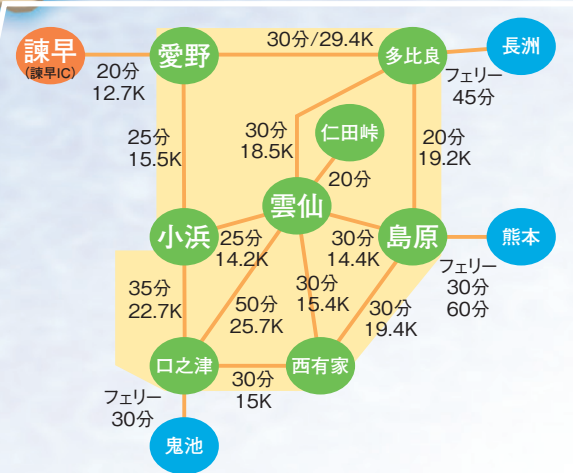 諫早
(諫早IC)
20分
12.7K
愛野
30分/29.4K
多比良
長洲
フェリー
45分
25分
15.5K
30分
18.5K
仁田峠
20分
20分
19.2K
雲仙
小浜
25分
14.2K
30分
14.4K
島原
熊本
フェリー
30分
60分
35分
22.7K
50分
25.7K
30分
15.4K
30分
19.4K
口之津
30分
15K
西有家
フェリー
30分
鬼池